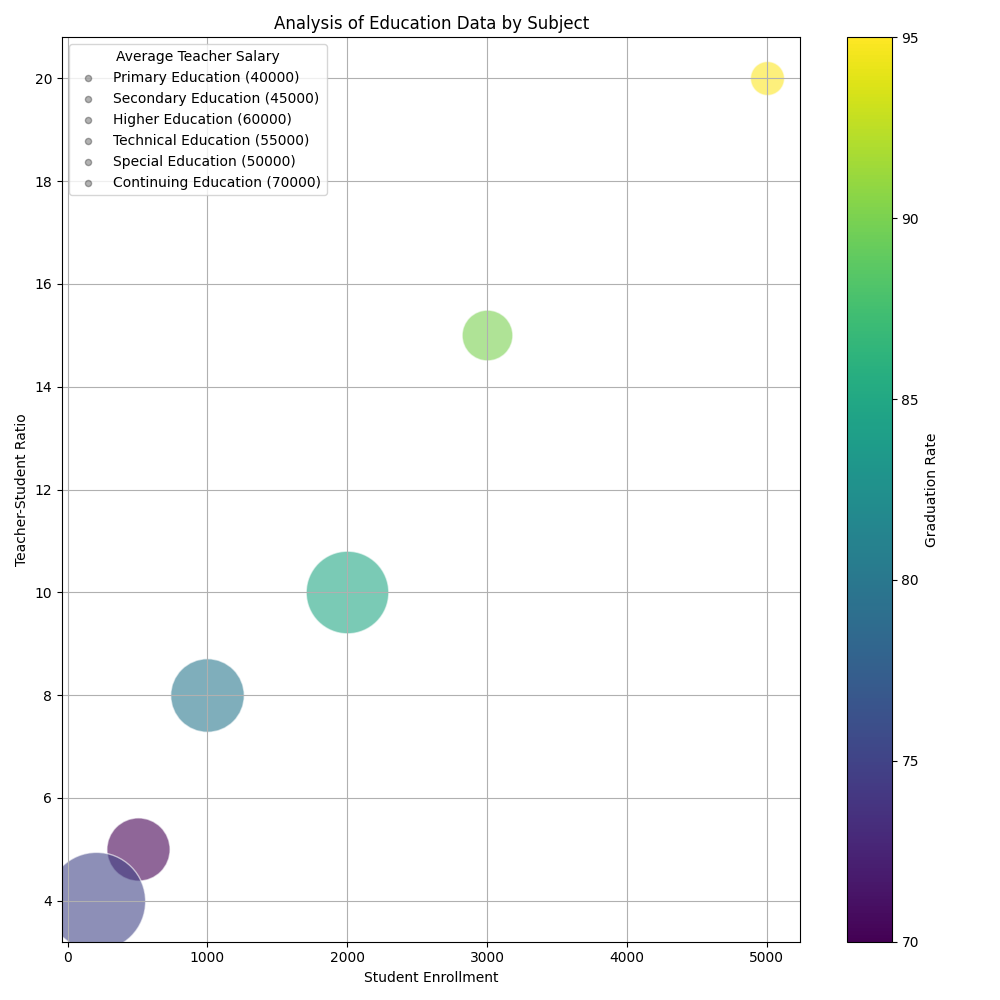 Analysis of Education Data by Subject
Average Teacher Salary
Primary Education (40000)
Secondary Education (45000)
Higher Education (60000)
Technical Education (55000)
Special Education (50000)
Continuing Education (70000)
Teacher-Student Ratio
20
18
16
14
12
10
8
6
4
0 1000 2000 3000 4000 5000
Student Enrollment
95
90
85
80
75
70
Graduation Rate